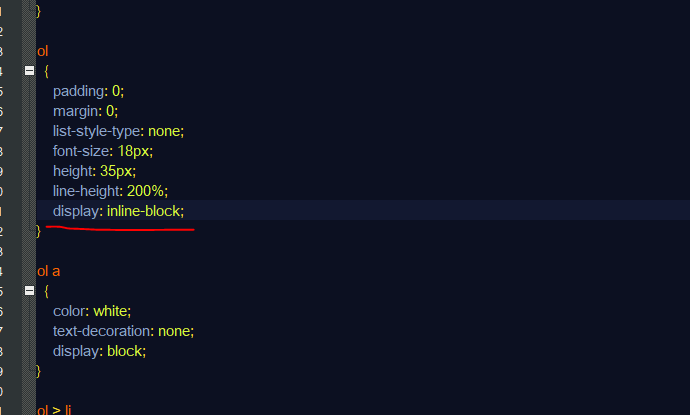 }
ol
{
padding: 0;
margin: 0;
list-style-type: none;
font-size: 18px;
height: 35px;
line-height: 200%;
display: inline-block;
}
ol a
{
color: white;
text-decoration: none;
display: block;
}
ol > li